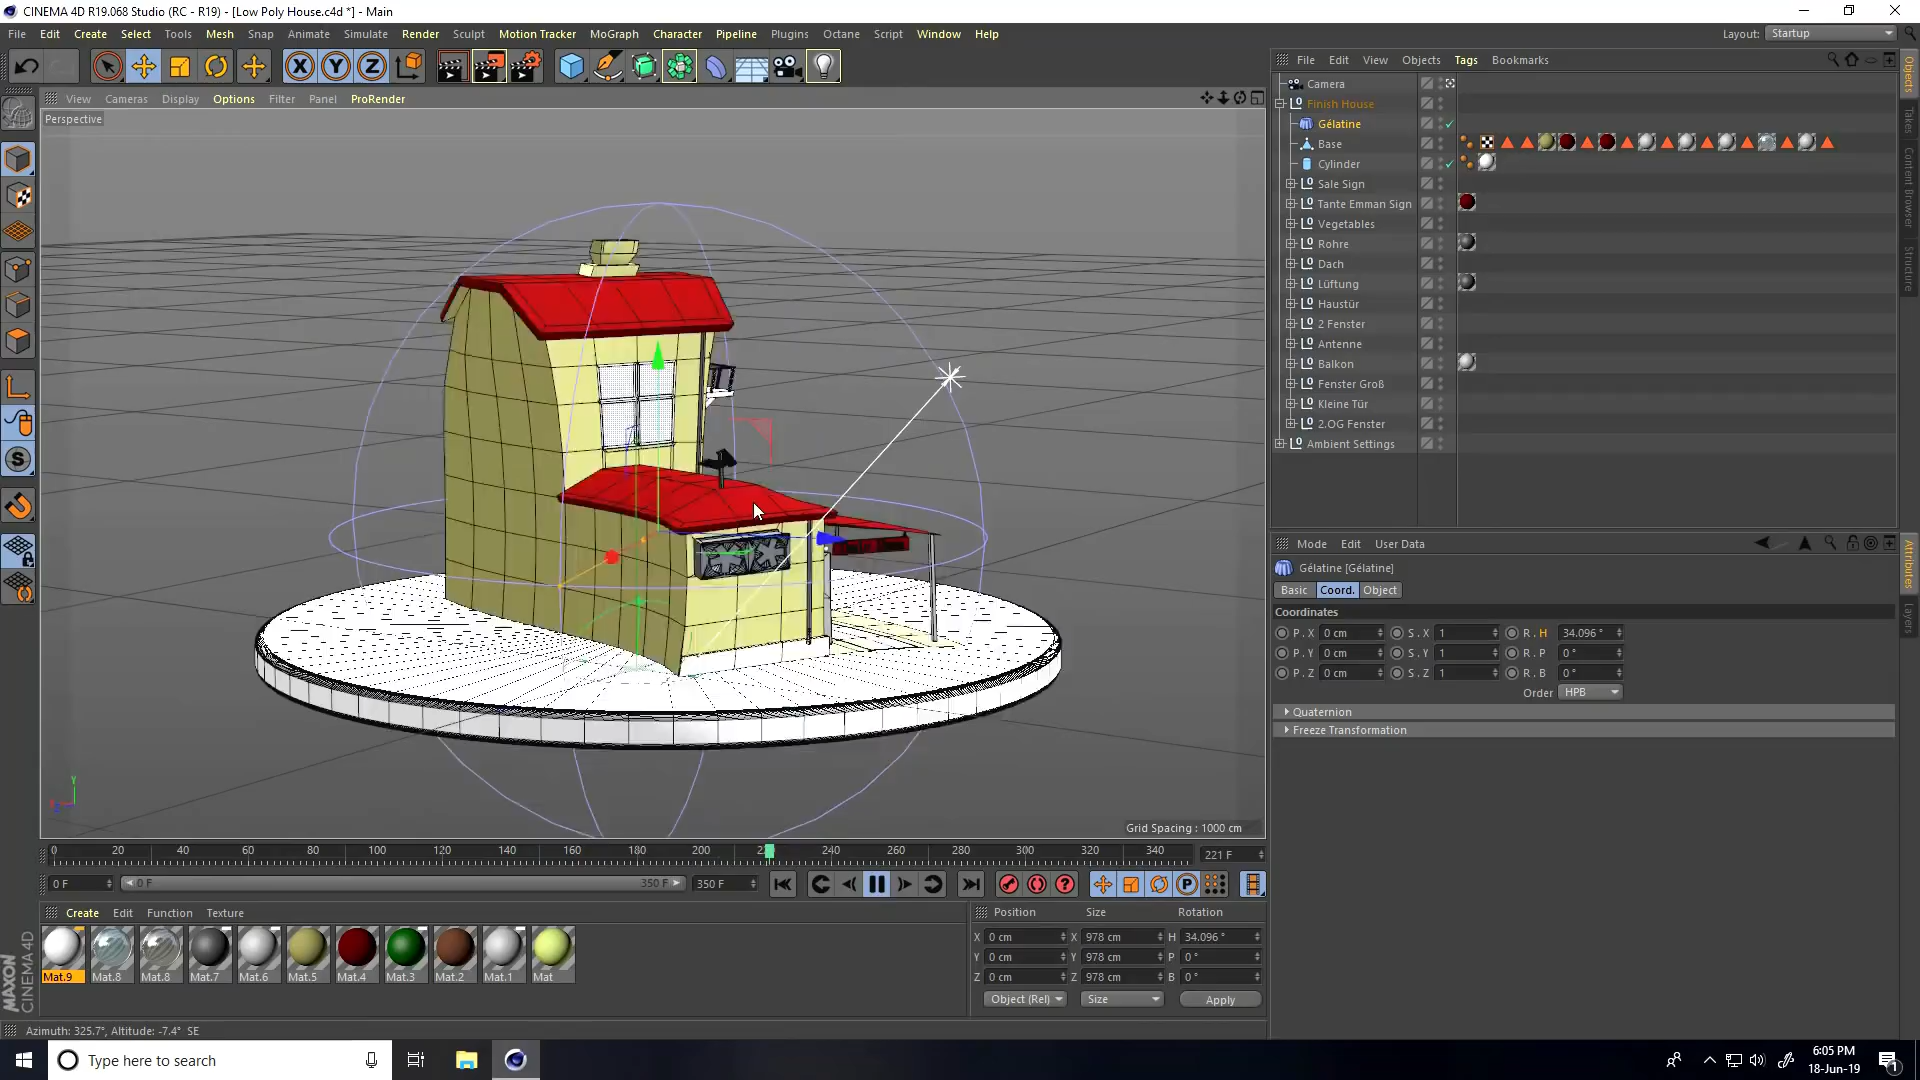 CINEMA 4D R19.068 Studio (RC - R19) - [Low Poly House.c4d *] - Main
File Edit Create Select Tools Mesh Snap Animate Simulate Render Sculpt Motion Tracker MoGraph Character Pipeline Plugins Octane Script Window Help
Layout: Startup
X Y Z
File Edit View Objects Tags Bookmarks
View Cameras Display Options Filter Panel ProRender
Perspective
Camera
Finish House
Gélatine
Base
Cylinder
Sale Sign
Tante Emman Sign
Vegetables
Rohre
Dach
Lüftung
Haustür
2 Fenster
Antenne
Balkon
Fenster Groß
Kleine Tür
2.OG Fenster
Ambient Settings
Objects
Takes
Content Browser
Structure
Mode Edit User Data
Gélatine [Gélatine]
Basic Coord. Object
Coordinates
P . X 0 cm S . X 1 R . H 34.096 °
P . Y 0 cm S . Y 1 R . P 0 °
P . Z 0 cm S . Z 1 R . B 0 °
Order HPB
Quaternion
Freeze Transformation
Attributes
Layers
Y
Grid Spacing : 1000 cm
0 20 40 60 80 100 120 140 160 180 200 240 260 280 300 320 340
221 F
0 F 0 F 350 F 350 F
P
Create Edit Function Texture
Mat.9 Mat.8 Mat.8 Mat.7 Mat.6 Mat.5 Mat.4 Mat.3 Mat.2 Mat.1 Mat
Position Size Rotation
X 0 cm X 978 cm H 34.096 °
Y 0 cm Y 978 cm P 0 °
Z 0 cm Z 978 cm B 0 °
Object (Rel) Size Apply
MAXON
CINEMA 4D
Azimuth: 325.7°, Altitude: -7.4° SE
Type here to search
6:05 PM
18-Jun-19
1